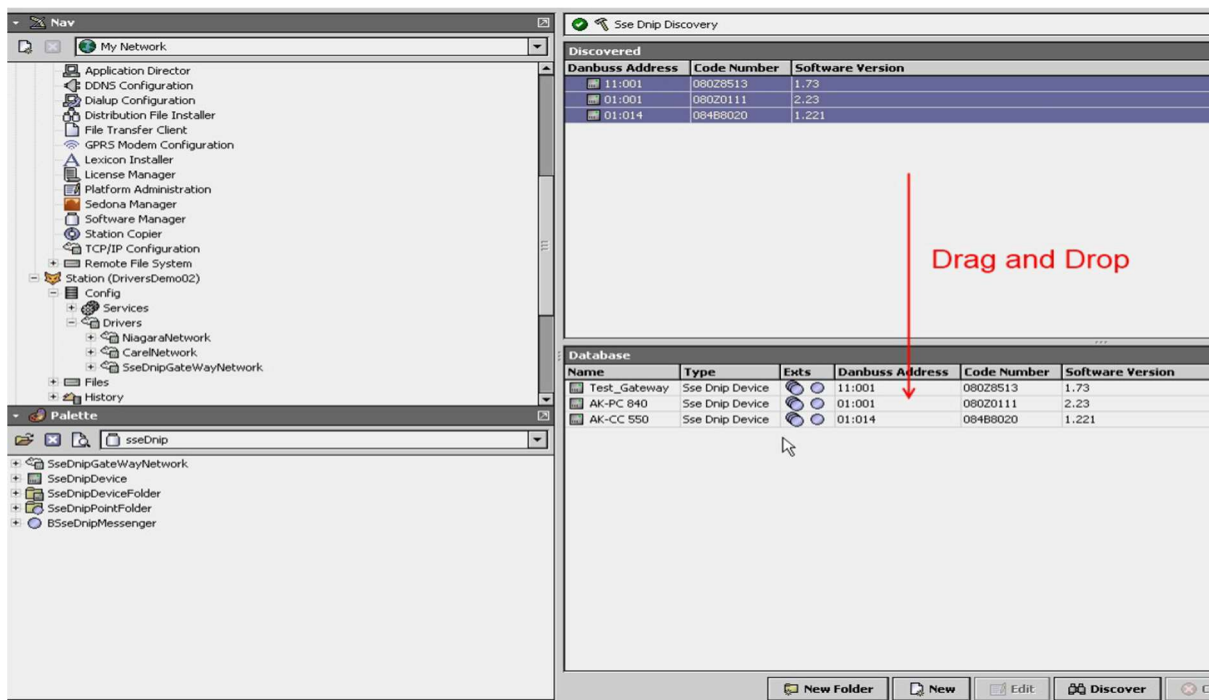 Nav
My Network
Application Director
DDNS Configuration
Dialup Configuration
Distribution File Installer
File Transfer Client
GPRS Modem Configuration
Lexicon Installer
License Manager
Platform Administration
Sedona Manager
Software Manager
Station Copier
TCP/IP Configuration
Remote File System
Station (DriversDemo02)
Config
Services
Drivers
NiagaraNetwork
CarelNetwork
SseDnipGateWayNetwork
Files
History
Palette
sseDnip
SseDnipGateWayNetwork
SseDnipDevice
SseDnipDeviceFolder
SseDnipPointFolder
BSseDnipMessenger
Sse Dnip Discovery
Discovered
Danbuss Address Code Number Software Version
11:001 080Z8513 1.73
01:001 080Z0111 2.23
01:014 084B8020 1.221
Drag and Drop
Database
Name Type Exts Danbuss Address Code Number Software Version
Test_Gateway Sse Dnip Device 11:001 080Z8513 1.73
AK-PC 840 Sse Dnip Device 01:001 080Z0111 2.23
AK-CC 550 Sse Dnip Device 01:014 084B8020 1.221
New Folder New Edit Discover